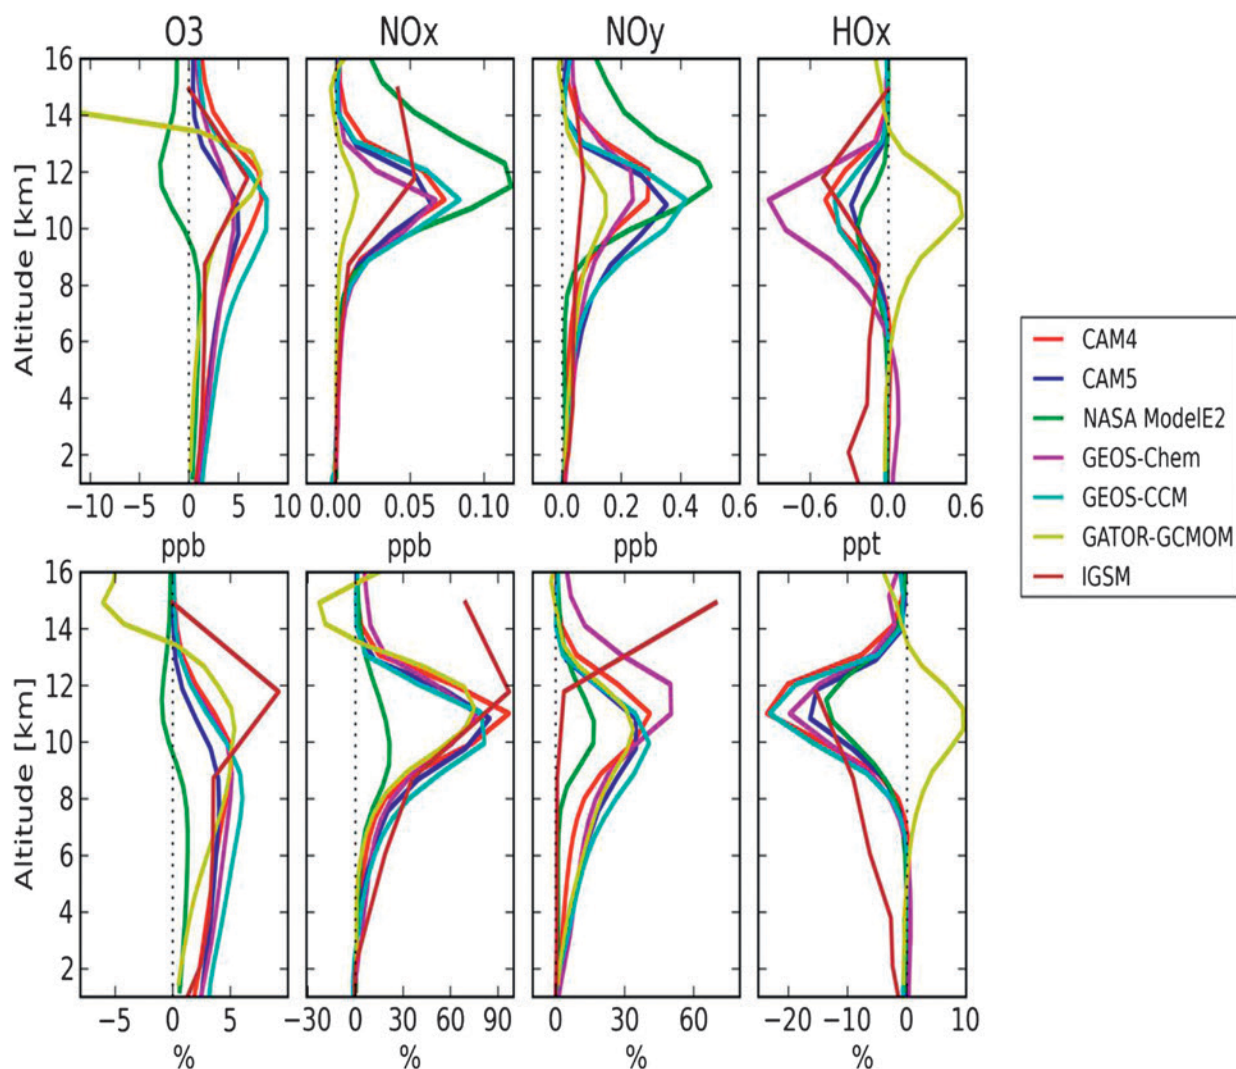 O3 NOx NOy HOx
Altitude [km]
16
14
12
10
8
6
4
2
−10 −5 0 5 10
0.00 0.04 0.08 0.12
0.0 0.2 0.4 0.6
−0.6 0.0 0.6
ppb ppb ppb ppt
CAM4
CAM5
NASA ModelE2
GEOS-Chem
GEOS-CCM
GATOR-GCMOM
IGSM
Altitude [km]
16
14
12
10
8
6
4
2
−5 0 5
−30 0 30 60 90
0 30 60
−20 −10 0 10
% % % %